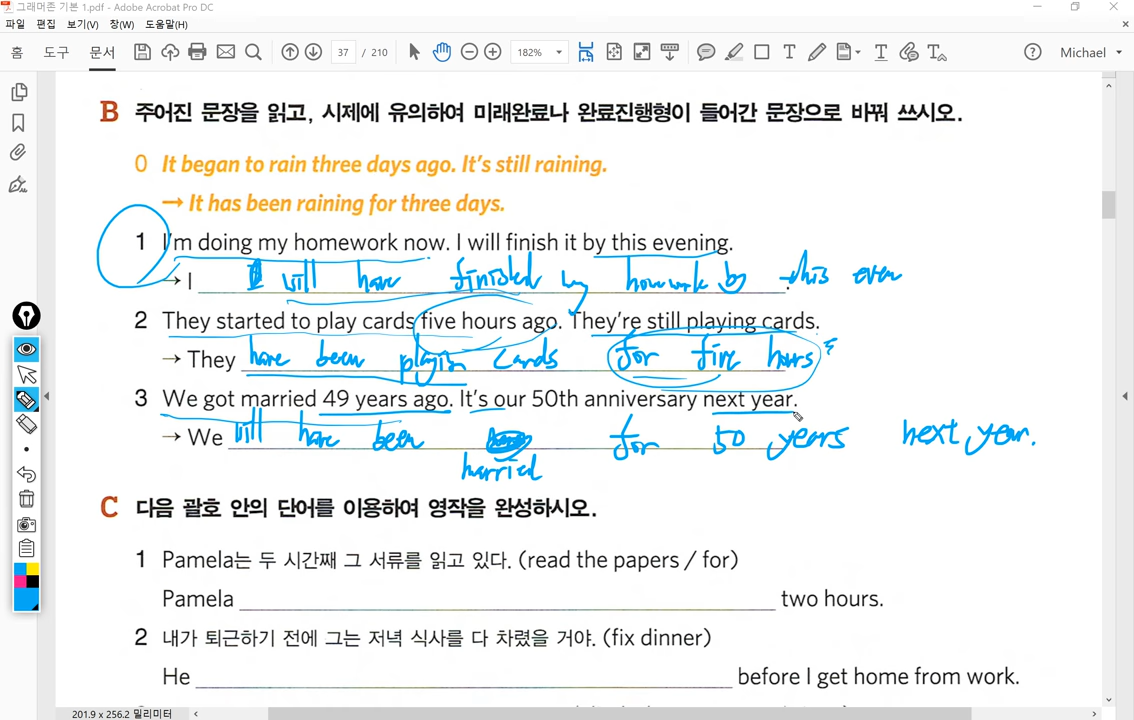 그래머존 기본 1.pdf - Adobe Acrobat Pro DC
파일 편집 보기(V) 창(W) 도움말(H)
홈 도구 문서 37 / 210 182% Michael
B 주어진 문장을 읽고, 시제에 유의하여 미래완료나 완료진행형이 들어간 문장으로 바꿔 쓰시오.
0 It began to rain three days ago. It's still raining.
→ It has been raining for three days.
1 I'm doing my homework now. I will finish it by this evening.
→ I will have finished my homework by this even
2 They started to play cards five hours ago. They're still playing cards.
→ They have been playing cards for five hours
3 We got married 49 years ago. It's our 50th anniversary next year.
→ We will have been for 50 years next year.
married
C 다음 괄호 안의 단어를 이용하여 영작을 완성하시오.
1 Pamela는 두 시간째 그 서류를 읽고 있다. (read the papers / for)
Pamela two hours.
2 내가 퇴근하기 전에 그는 저녁 식사를 다 차렸을 거야. (fix dinner)
He before I get home from work.
201.9 x 256.2 밀리미터